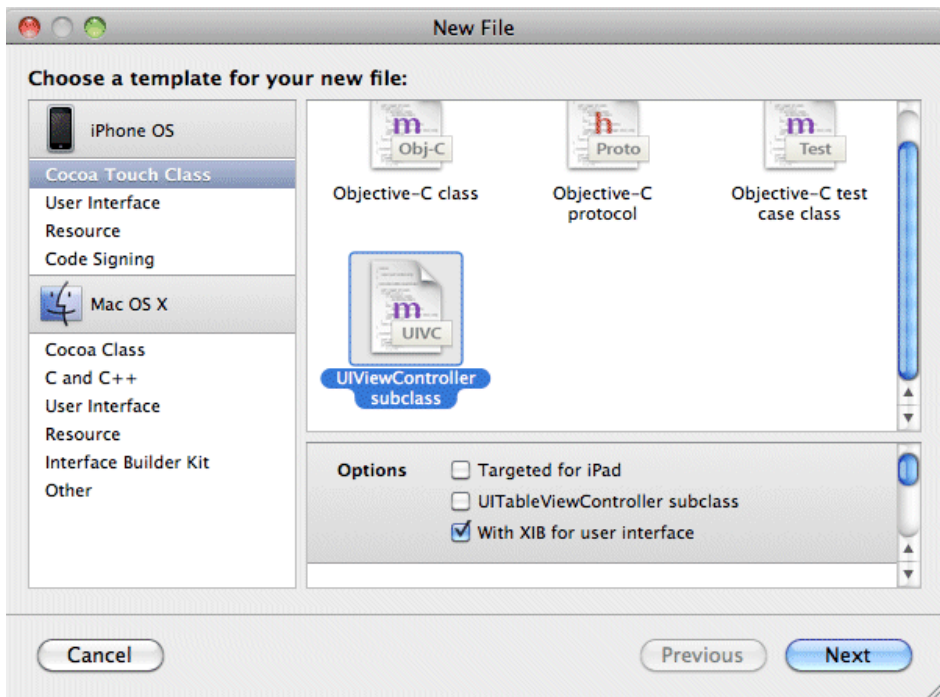 New File
Choose a template for your new file:
iPhone OS
Cocoa Touch Class
User Interface
Resource
Code Signing
Mac OS X
Cocoa Class
C and C++
User Interface
Resource
Interface Builder Kit
Other
m
Obj-C
Objective-C class
h
Proto
Objective-C
protocol
m
Test
Objective-C test
case class
m
UIVC
UIViewController
subclass
Options
Targeted for iPad
UITableViewController subclass
With XIB for user interface
Cancel
Previous
Next